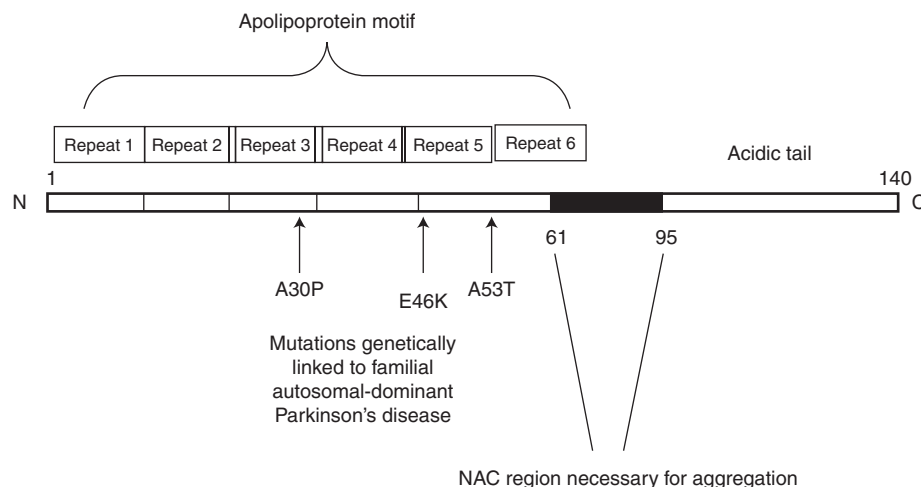 Apolipoprotein motif
Repeat 1 Repeat 2 Repeat 3 Repeat 4 Repeat 5 Repeat 6
Acidic tail
1 140
N C
61 95
A30P E46K A53T
Mutations genetically
linked to familial
autosomal-dominant
Parkinson's disease
NAC region necessary for aggregation